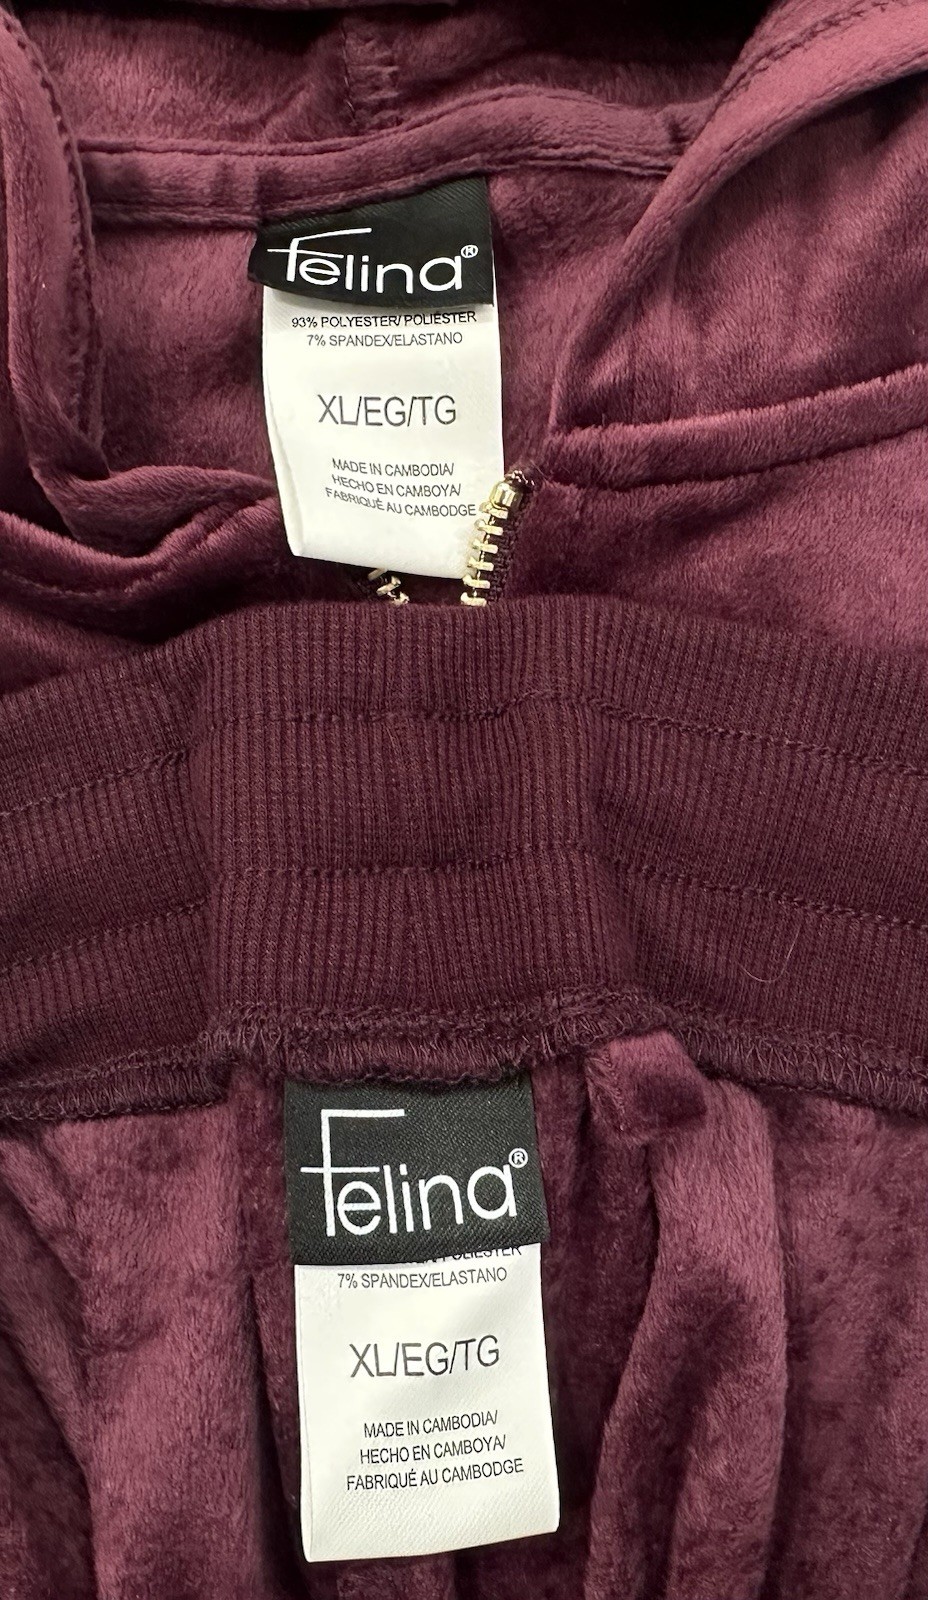 Felina®
93% POLYESTER/POLIÉSTER
7% SPANDEX/ELASTANO
XL/EG/TG
MADE IN CAMBODIA/
HECHO EN CAMBOYA/
FABRIQUÉ AU CAMBODGE
Felina®
POLIESTER
7% SPANDEX/ELASTANO
XL/EG/TG
MADE IN CAMBODIA/
HECHO EN CAMBOYA/
FABRIQUÉ AU CAMBODGE